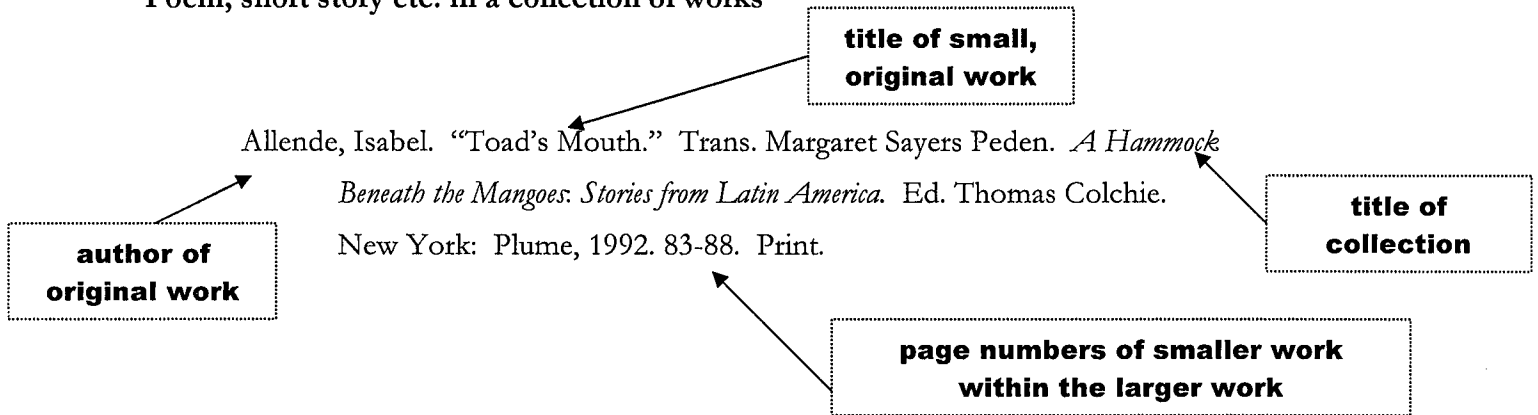 Poem, short story etc. in a collection of works
title of small,
original work
Allende, Isabel.  “Toad’s Mouth.”  Trans. Margaret Sayers Peden.  A Hammock
Beneath the Mangoes: Stories from Latin America.  Ed. Thomas Colchie.
New York:  Plume, 1992. 83-88.  Print.
author of
original work
title of
collection
page numbers of smaller work
within the larger work